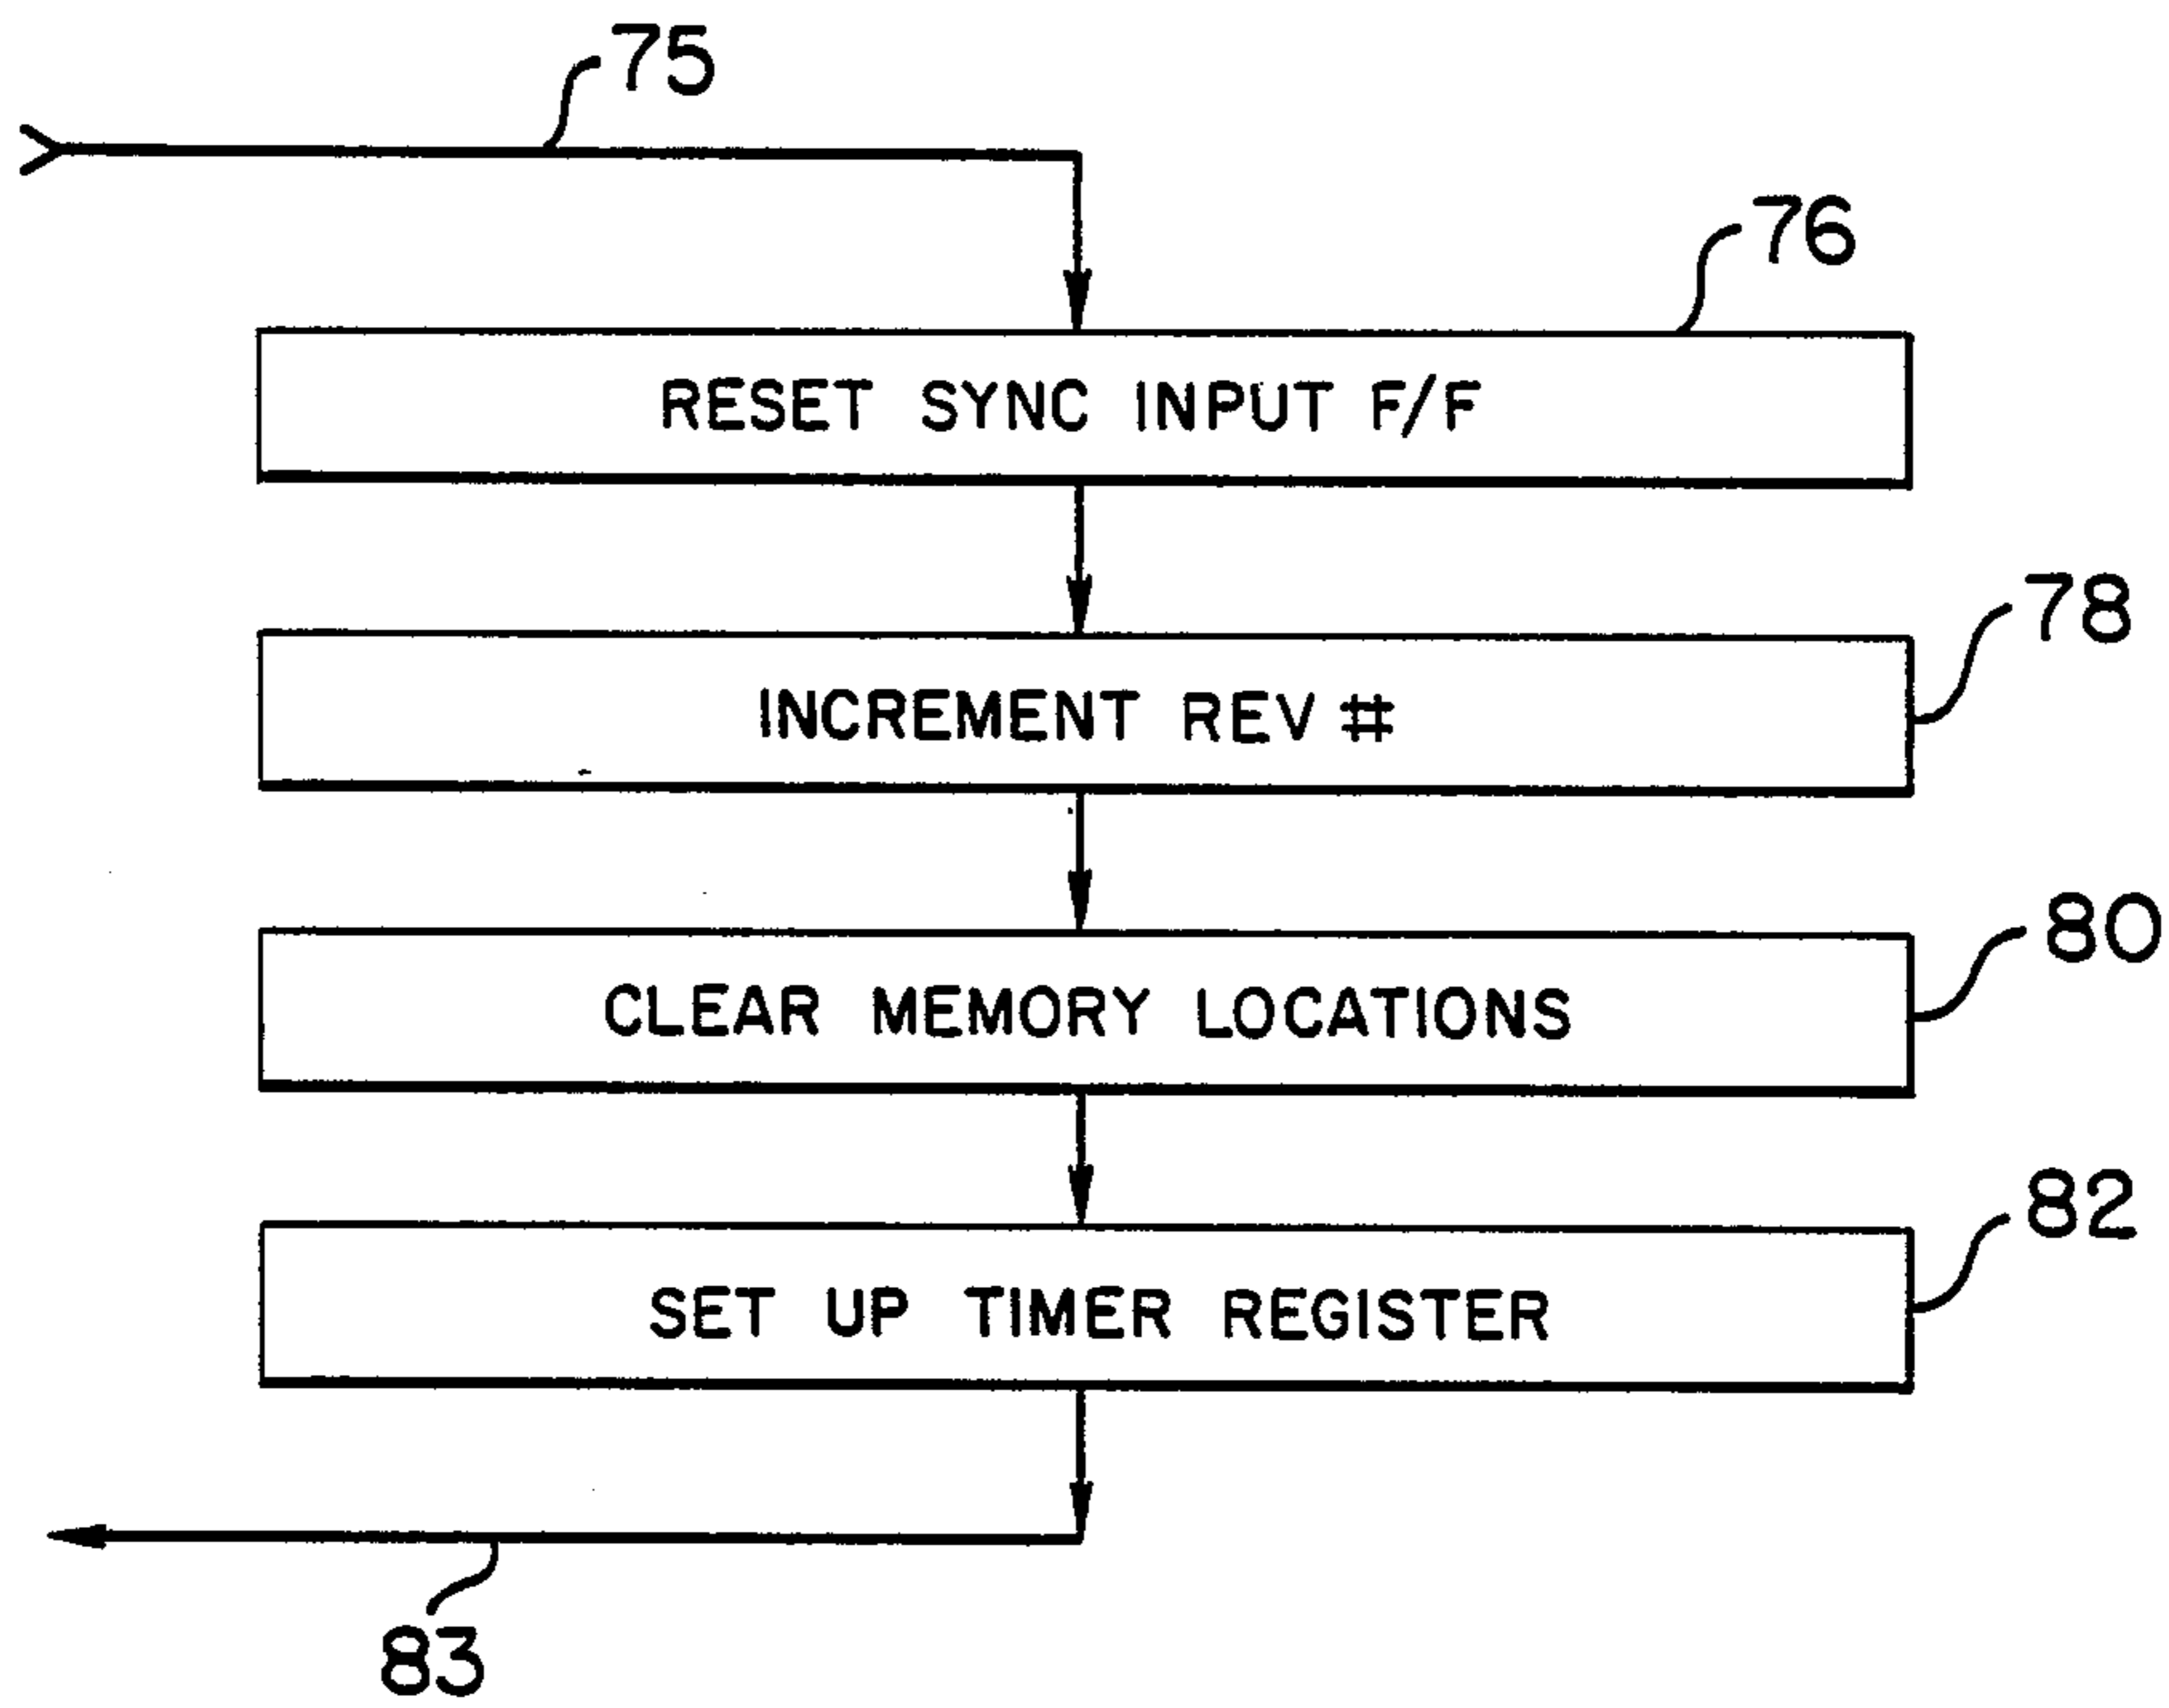 75
76
RESET SYNC INPUT F/F
78
INCREMENT REV #
80
CLEAR MEMORY LOCATIONS
82
SET UP TIMER REGISTER
83